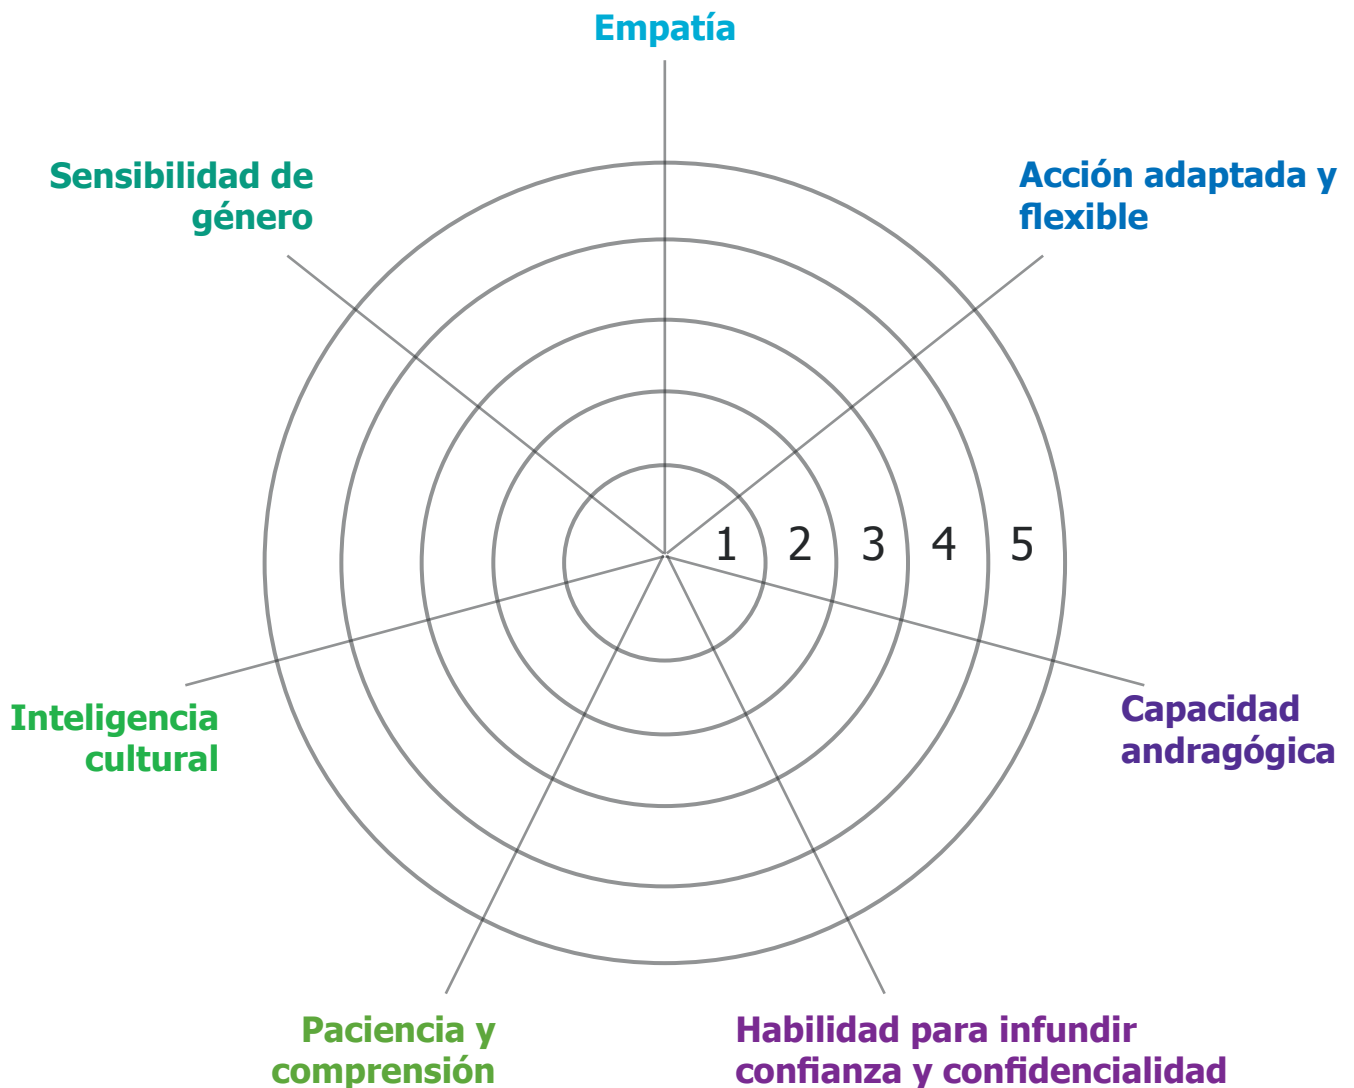 Empatía
Sensibilidad de
género
Acción adaptada y
flexible
1 2 3 4 5
Inteligencia
cultural
Capacidad
andragógica
Paciencia y
comprensión
Habilidad para infundir
confianza y confidencialidad